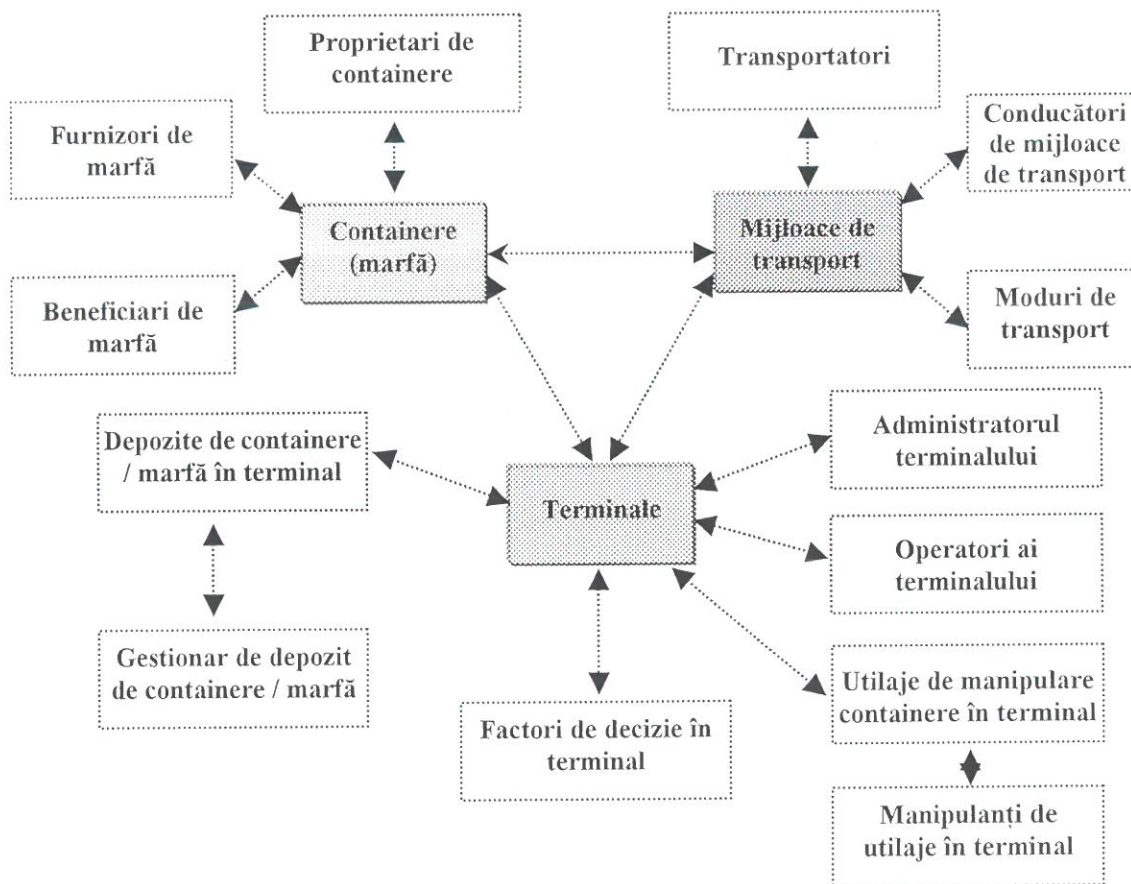 Proprietari de
containere
Transportatori
Furnizori de
marfă
Conducători
de mijloace
de transport
Containere
(marfă)
Mijloace de
transport
Beneficiari de
marfă
Moduri de
transport
Depozite de containere
/ marfă în terminal
Administratorul
terminalului
Terminale
Operatori ai
terminalului
Gestionar de depozit
de containere / marfă
Utilaje de manipulare
containere în terminal
Factori de decizie în
terminal
Manipulanți de
utilaje în terminal